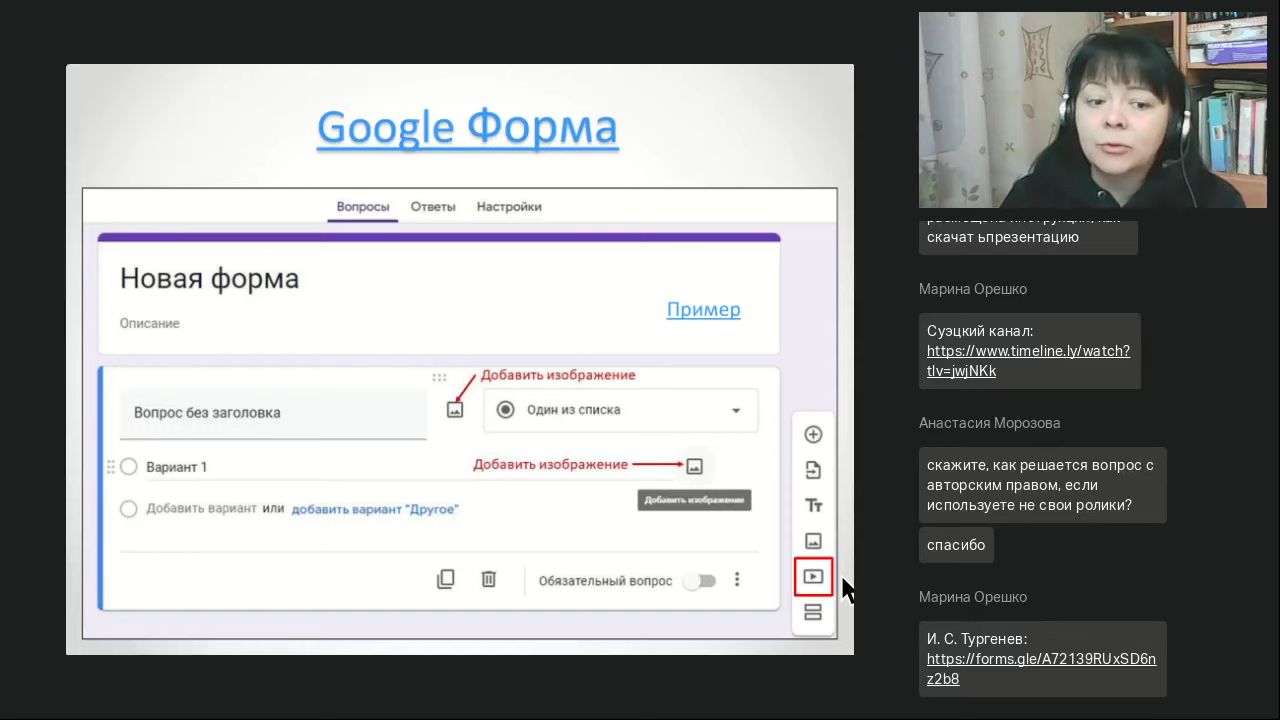 Google Форма
Вопросы Ответы Настройки
Новая форма
Пример
Описание
Добавить изображение
Вопрос без заголовка
Один из списка
Добавить изображение
Вариант 1
Добавить изображение
Добавить вариант или добавить вариант "Другое"
Обязательный вопрос
скачат ьпрезентацию
Марина Орешко
Суэцкий канал:
https://www.timeline.ly/watch?
tlv=jwjNKk
Анастасия Морозова
скажите, как решается вопрос с
авторским правом, если
используете не свои ролики?
спасибо
Марина Орешко
И. С. Тургенев:
https://forms.gle/A72139RUxSD6n
z2b8